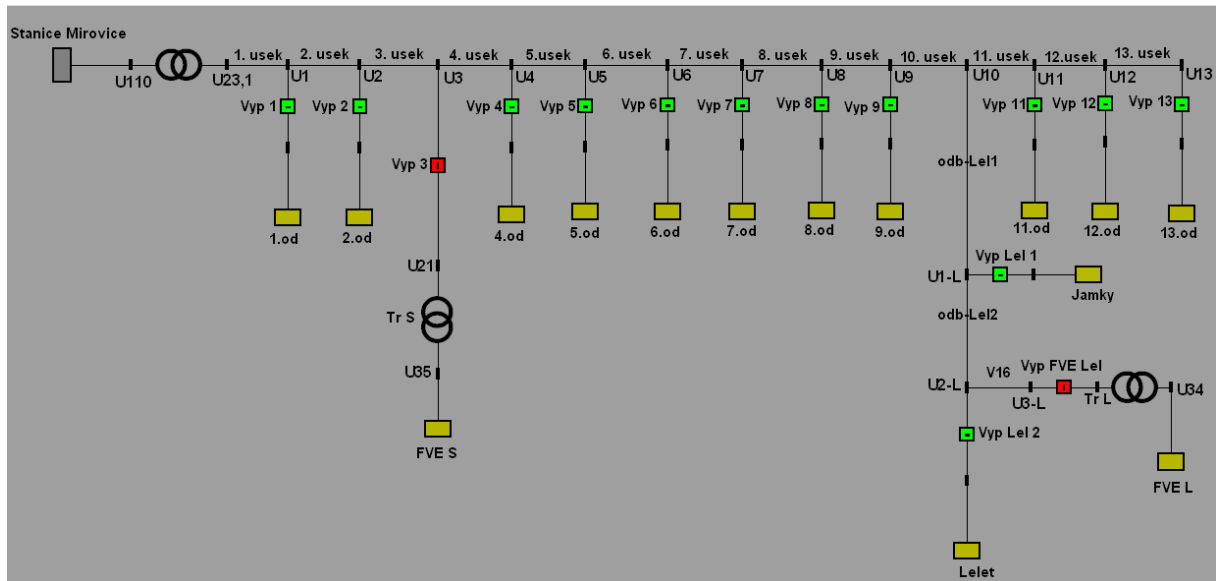 Stanice Mirovice
1. usek 2. usek 3. usek 4. usek 5.usek 6. usek 7. usek 8. usek 9. usek 10. usek 11. usek 12.usek 13. usek
U110 U23,1 U1 U2 U3 U4 U5 U6 U7 U8 U9 U10 U11 U12 U13
Vyp 1 Vyp 2 Vyp 4 Vyp 5 Vyp 6 Vyp 7 Vyp 8 Vyp 9 Vyp 11 Vyp 12 Vyp 13
Vyp 3 odb-Lel1
1.od 2.od 4.od 5.od 6.od 7.od 8.od 9.od 11.od 12.od 13.od
U21 Vyp Lel 1
U1-L
Jamky
Tr S odb-Lel2
U35 V16 Vyp FVE Lel
U2-L U3-L Tr L U34
Vyp Lel 2
FVE S
FVE L
Lelet